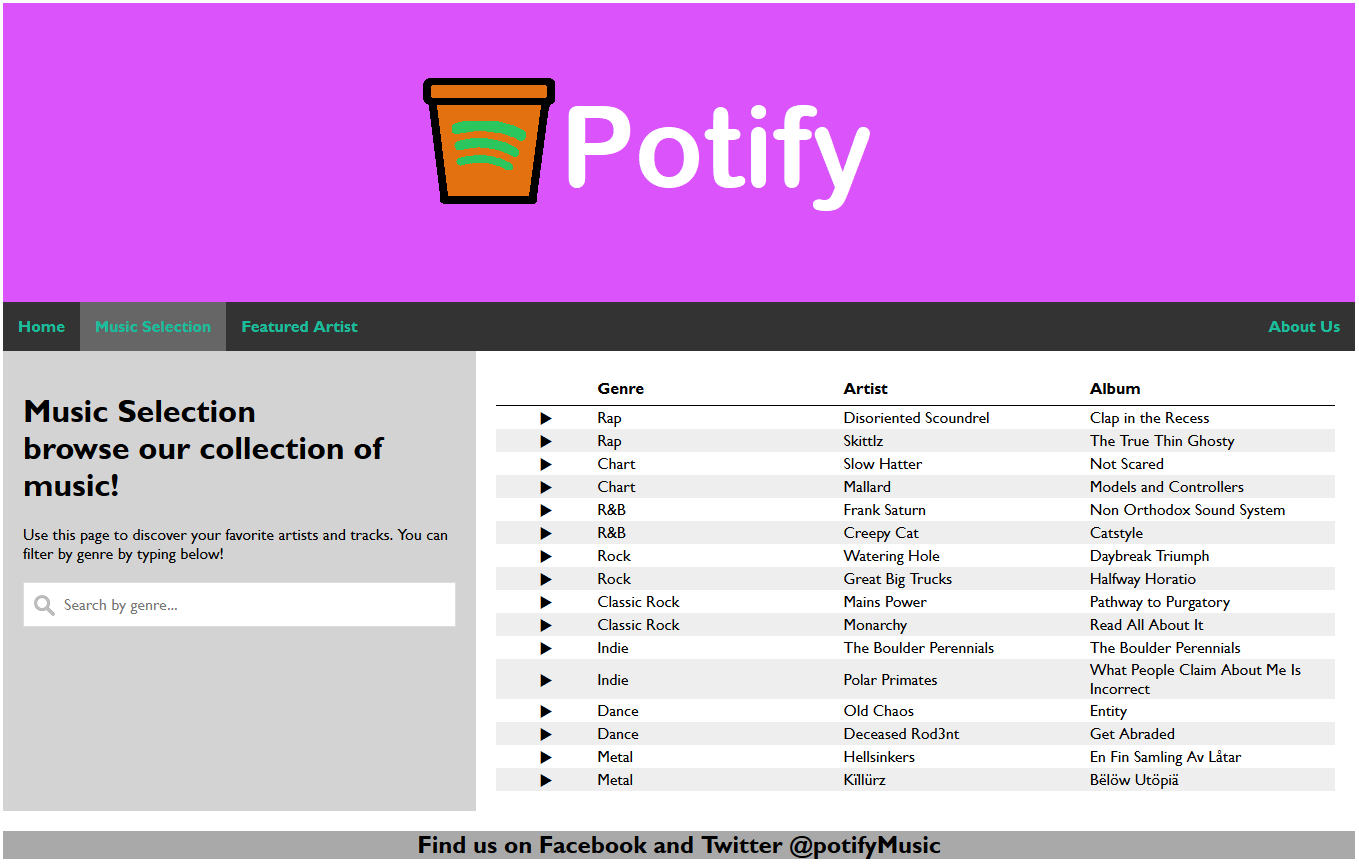 Potify
Home Music Selection Featured Artist About Us
Music Selection
browse our collection of
music!
Use this page to discover your favorite artists and tracks. You can
filter by genre by typing below!
Search by genre...
Genre Artist Album
▶ Rap Disoriented Scoundrel Clap in the Recess
▶ Rap Skittlz The True Thin Ghosty
▶ Chart Slow Hatter Not Scared
▶ Chart Mallard Models and Controllers
▶ R&B Frank Saturn Non Orthodox Sound System
▶ R&B Creepy Cat Catstyle
▶ Rock Watering Hole Daybreak Triumph
▶ Rock Great Big Trucks Halfway Horatio
▶ Classic Rock Mains Power Pathway to Purgatory
▶ Classic Rock Monarchy Read All About It
▶ Indie The Boulder Perennials The Boulder Perennials
▶ Indie Polar Primates What People Claim About Me Is
Incorrect
▶ Dance Old Chaos Entity
▶ Dance Deceased Rod3nt Get Abraded
▶ Metal Hellsinkers En Fin Samling Av Låtar
▶ Metal Kïllürz Bëlöw Utöpiä
Find us on Facebook and Twitter @potifyMusic